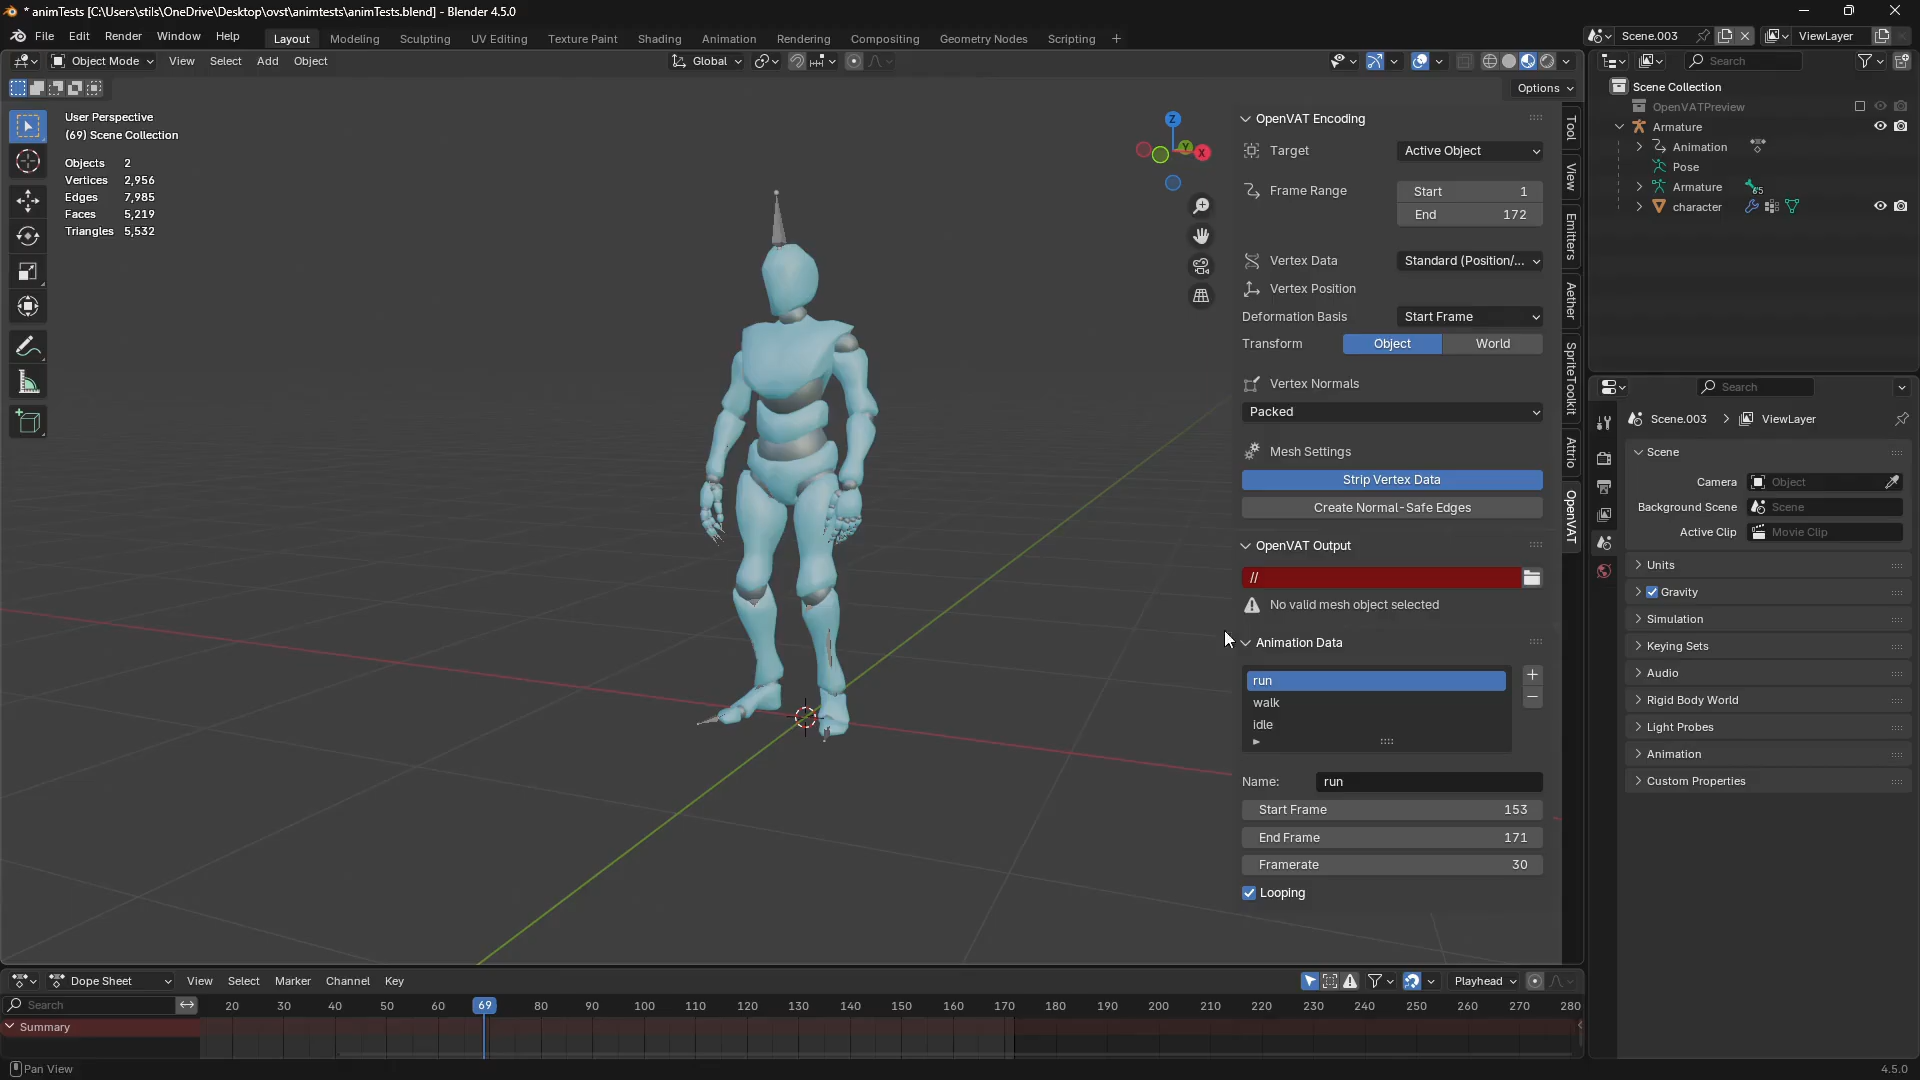 * animTests [C:\Users\stils\OneDrive\Desktop\ovst\animtests\animTests.blend] - Blender 4.5.0
File Edit Render Window Help Layout Modeling Sculpting UV Editing Texture Paint Shading Animation Rendering Compositing Geometry Nodes Scripting + Scene.003 ViewLayer
Object Mode View Select Add Object Global Search
Options
User Perspective
(69) Scene Collection
Objects 2
Vertices 2,956
Edges 7,985
Faces 5,219
Triangles 5,532
Z
Y
X
OpenVAT Encoding
Target Active Object
Frame Range Start 1
End 172
Vertex Data Standard (Position/...
Vertex Position
Deformation Basis Start Frame
Transform Object World
Vertex Normals
Packed
Mesh Settings
Strip Vertex Data
Create Normal-Safe Edges
OpenVAT Output
//
No valid mesh object selected
Animation Data
run
walk
idle
Name: run
Start Frame 153
End Frame 171
Framerate 30
Looping
Tool
View
Emitters
Aether
SpriteToolkit
Attrio
OpenVAT
Scene Collection
OpenVATPreview
Armature
Animation
Pose
Armature 65
character
Search
Scene.003 > ViewLayer
Scene
Camera Object
Background Scene Scene
Active Clip Movie Clip
Units
Gravity
Simulation
Keying Sets
Audio
Rigid Body World
Light Probes
Animation
Custom Properties
Dope Sheet View Select Marker Channel Key Playhead
Search 20 30 40 50 60 69 80 90 100 110 120 130 140 150 160 170 180 190 200 210 220 230 240 250 260 270 280
Summary
Pan View 4.5.0